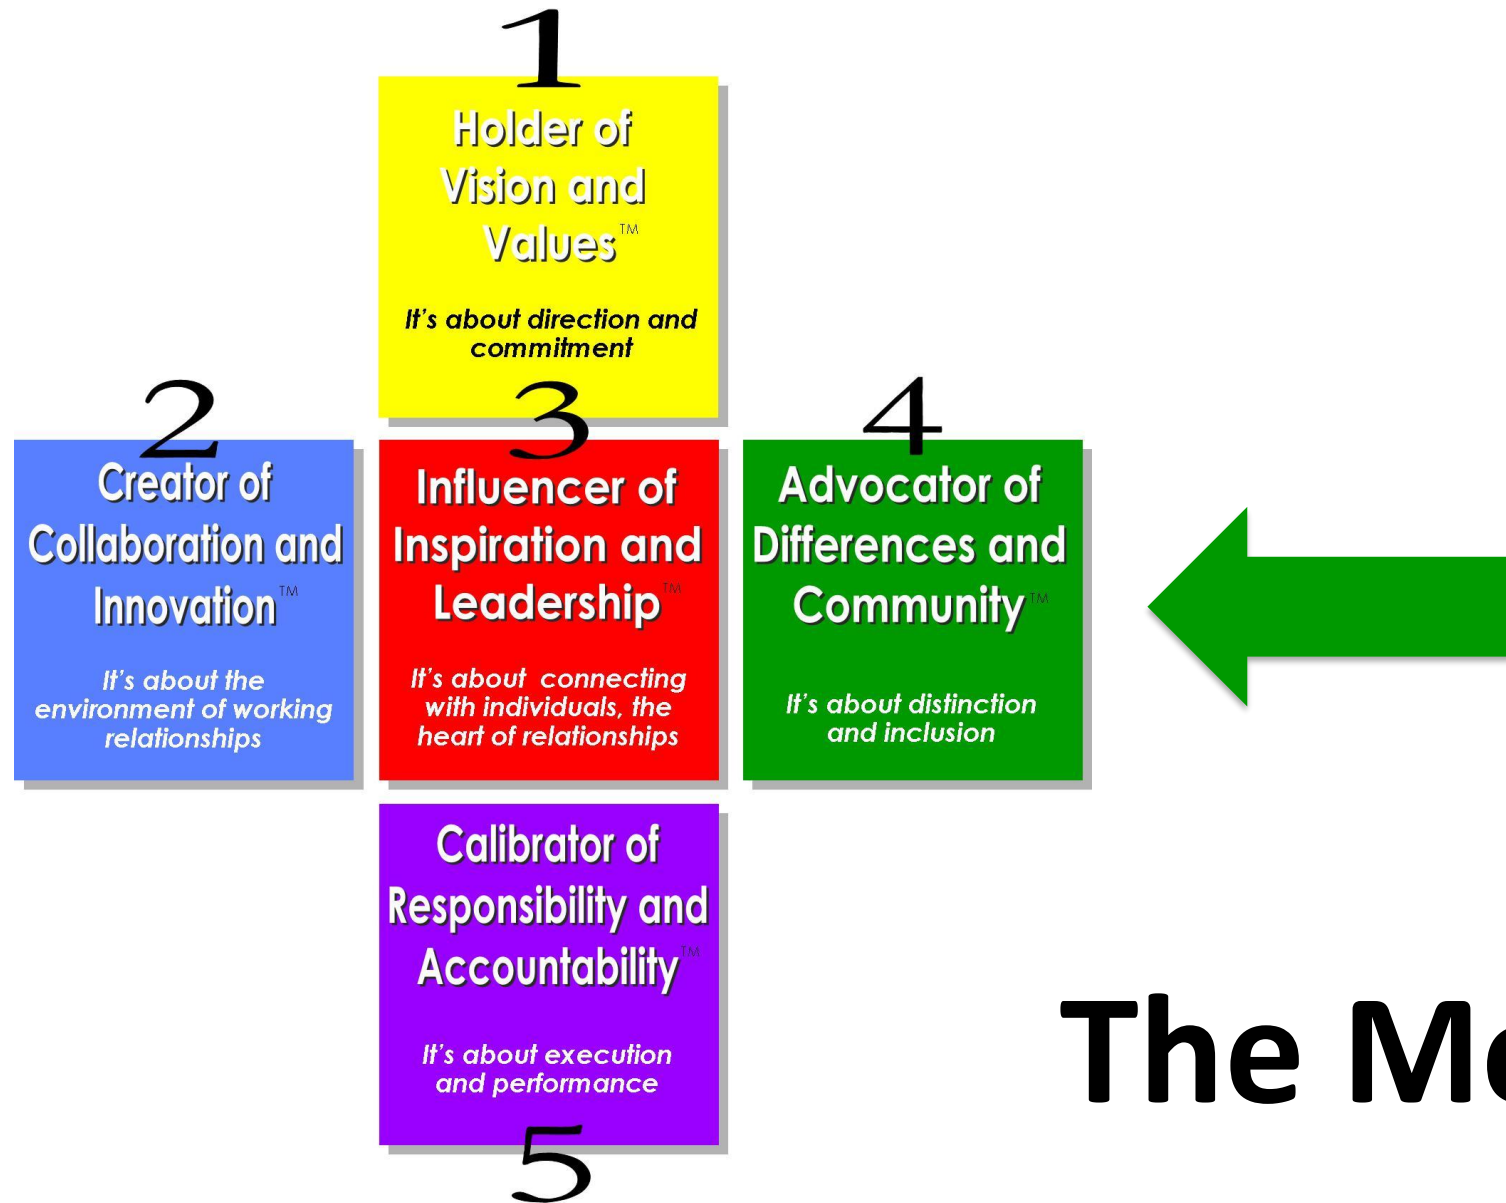 1
Holder of
Vision and
Values™
It's about direction and
commitment
2
Creator of
Collaboration and
Innovation™
It's about the
environment of working
relationships
3
Influencer of
Inspiration and
Leadership™
It's about connecting
with individuals, the
heart of relationships
4
Advocator of
Differences and
Community™
It's about distinction
and inclusion
Calibrator of
Responsibility and
Accountability™
It's about execution
and performance
5
The